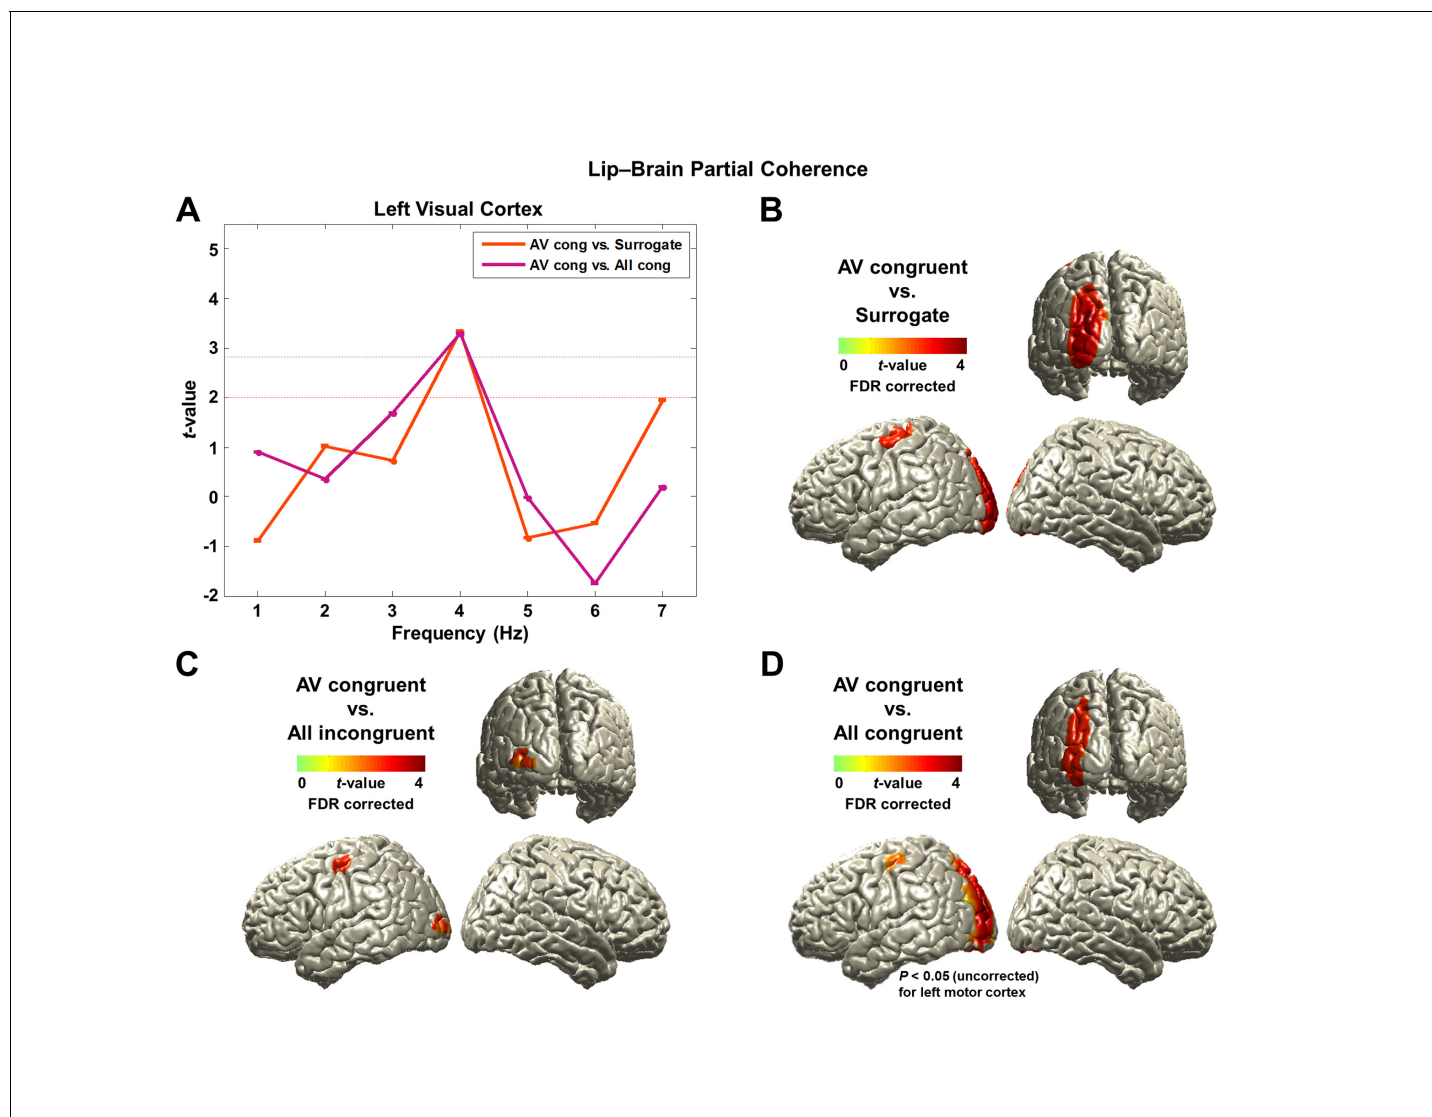 Lip–Brain Partial Coherence
A
Left Visual Cortex
AV cong vs. Surrogate
AV cong vs. All cong
5
4
3
2
1
0
-1
-2
t-value
1 2 3 4 5 6 7
Frequency (Hz)
B
AV congruent
vs.
Surrogate
0 t-value 4
FDR corrected
C
AV congruent
vs.
All incongruent
0 t-value 4
FDR corrected
D
AV congruent
vs.
All congruent
0 t-value 4
FDR corrected
P < 0.05 (uncorrected)
for left motor cortex